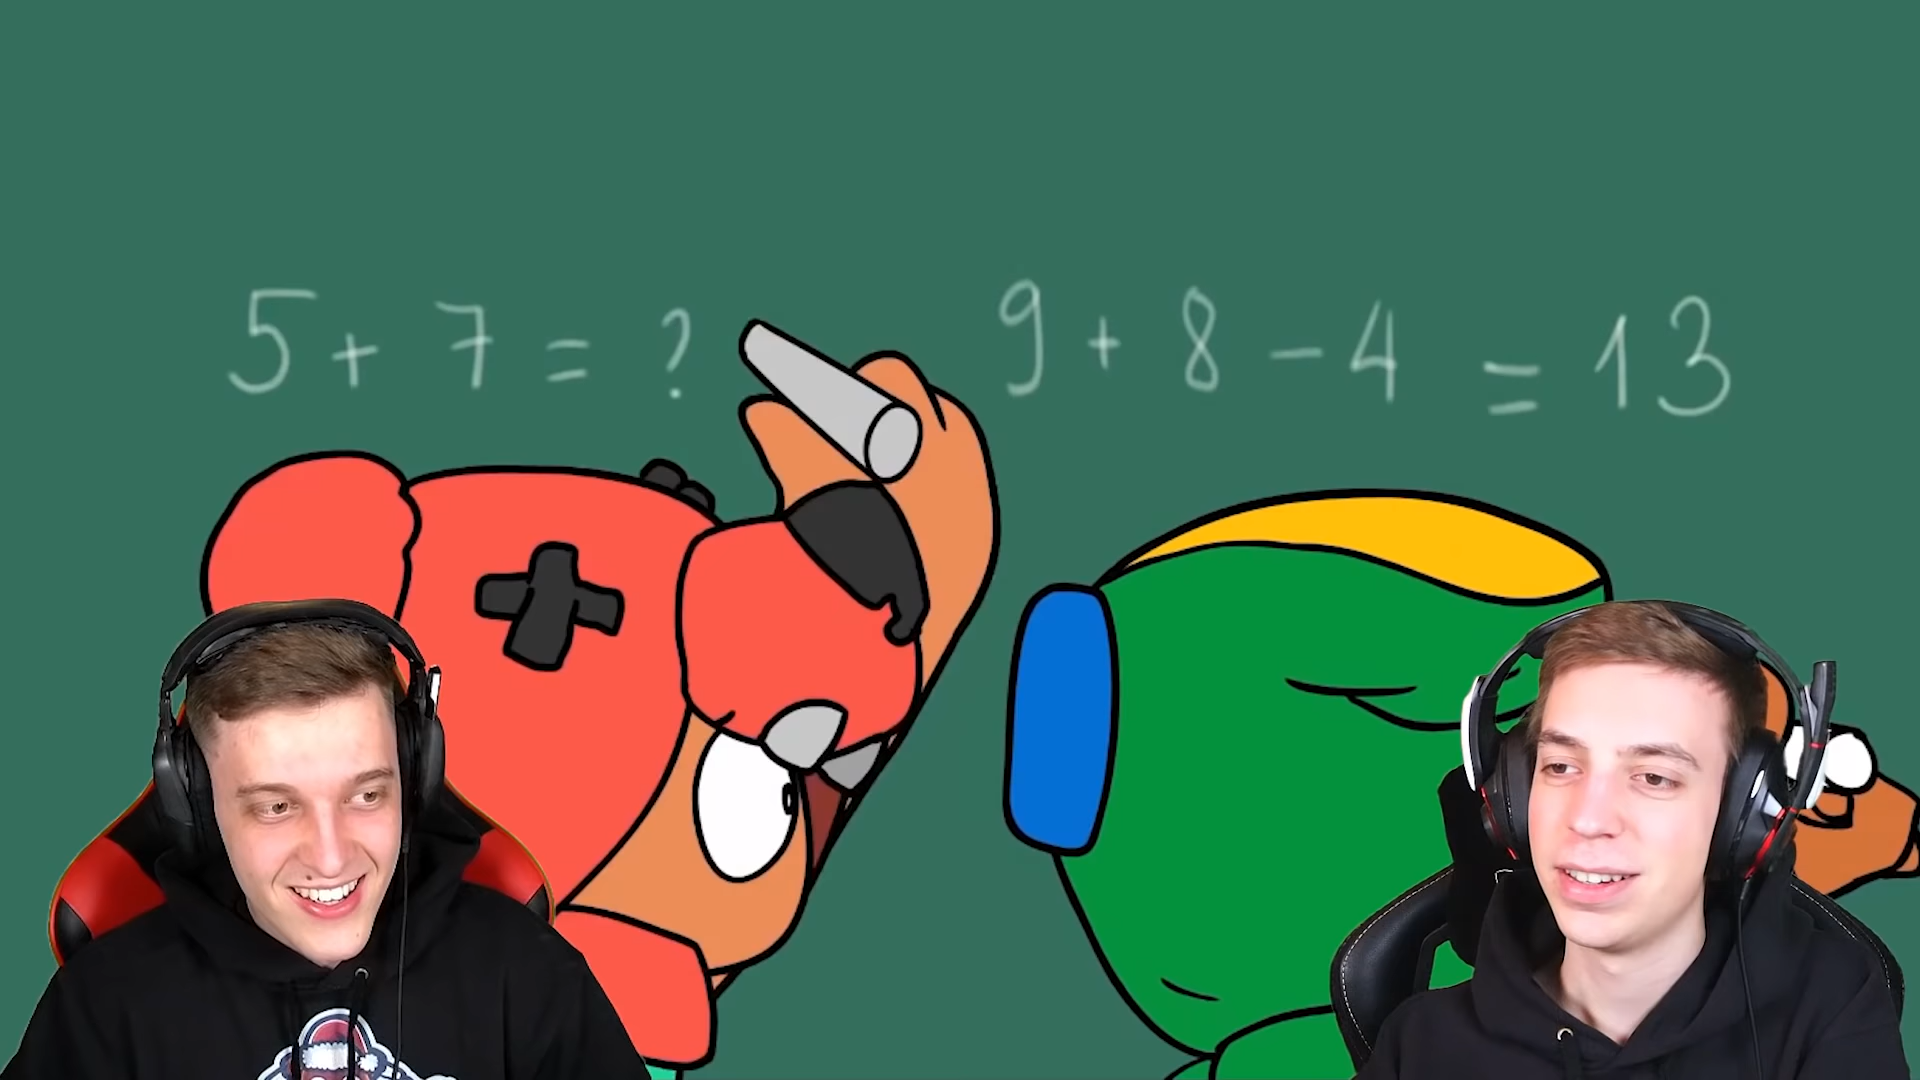 5 + 7 = ? 9 + 8 - 4 = 13